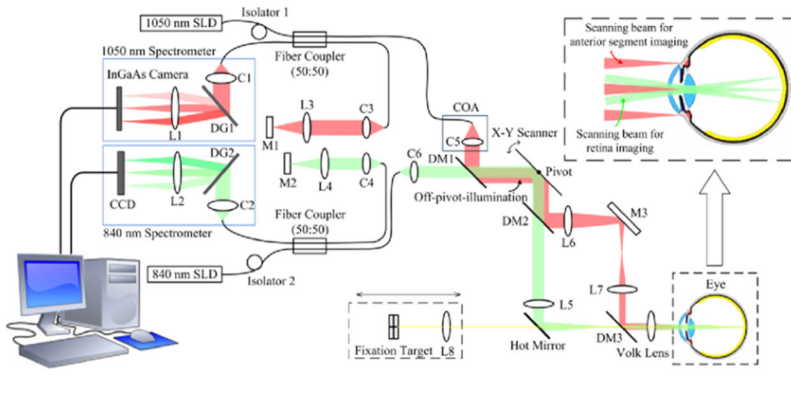 1050 nm SLD
Isolator 1
1050 nm Spectrometer
InGaAs Camera
C1
L1
DG1
Fiber Coupler
(50:50)
L3
C3
M1
M2
L4
C4
DG2
L2
CCD
C2
840 nm Spectrometer
Fiber Coupler
(50:50)
840 nm SLD
Isolator 2
COA
C5
DM1
X-Y Scanner
Pivot
C6
Off-pivot-illumination
DM2
L6
M3
L7
L5
Hot Mirror
DM3
Volk Lens
Eye
Fixation Target
L8
Scanning beam for
anterior segment imaging
Scanning beam for
retina imaging